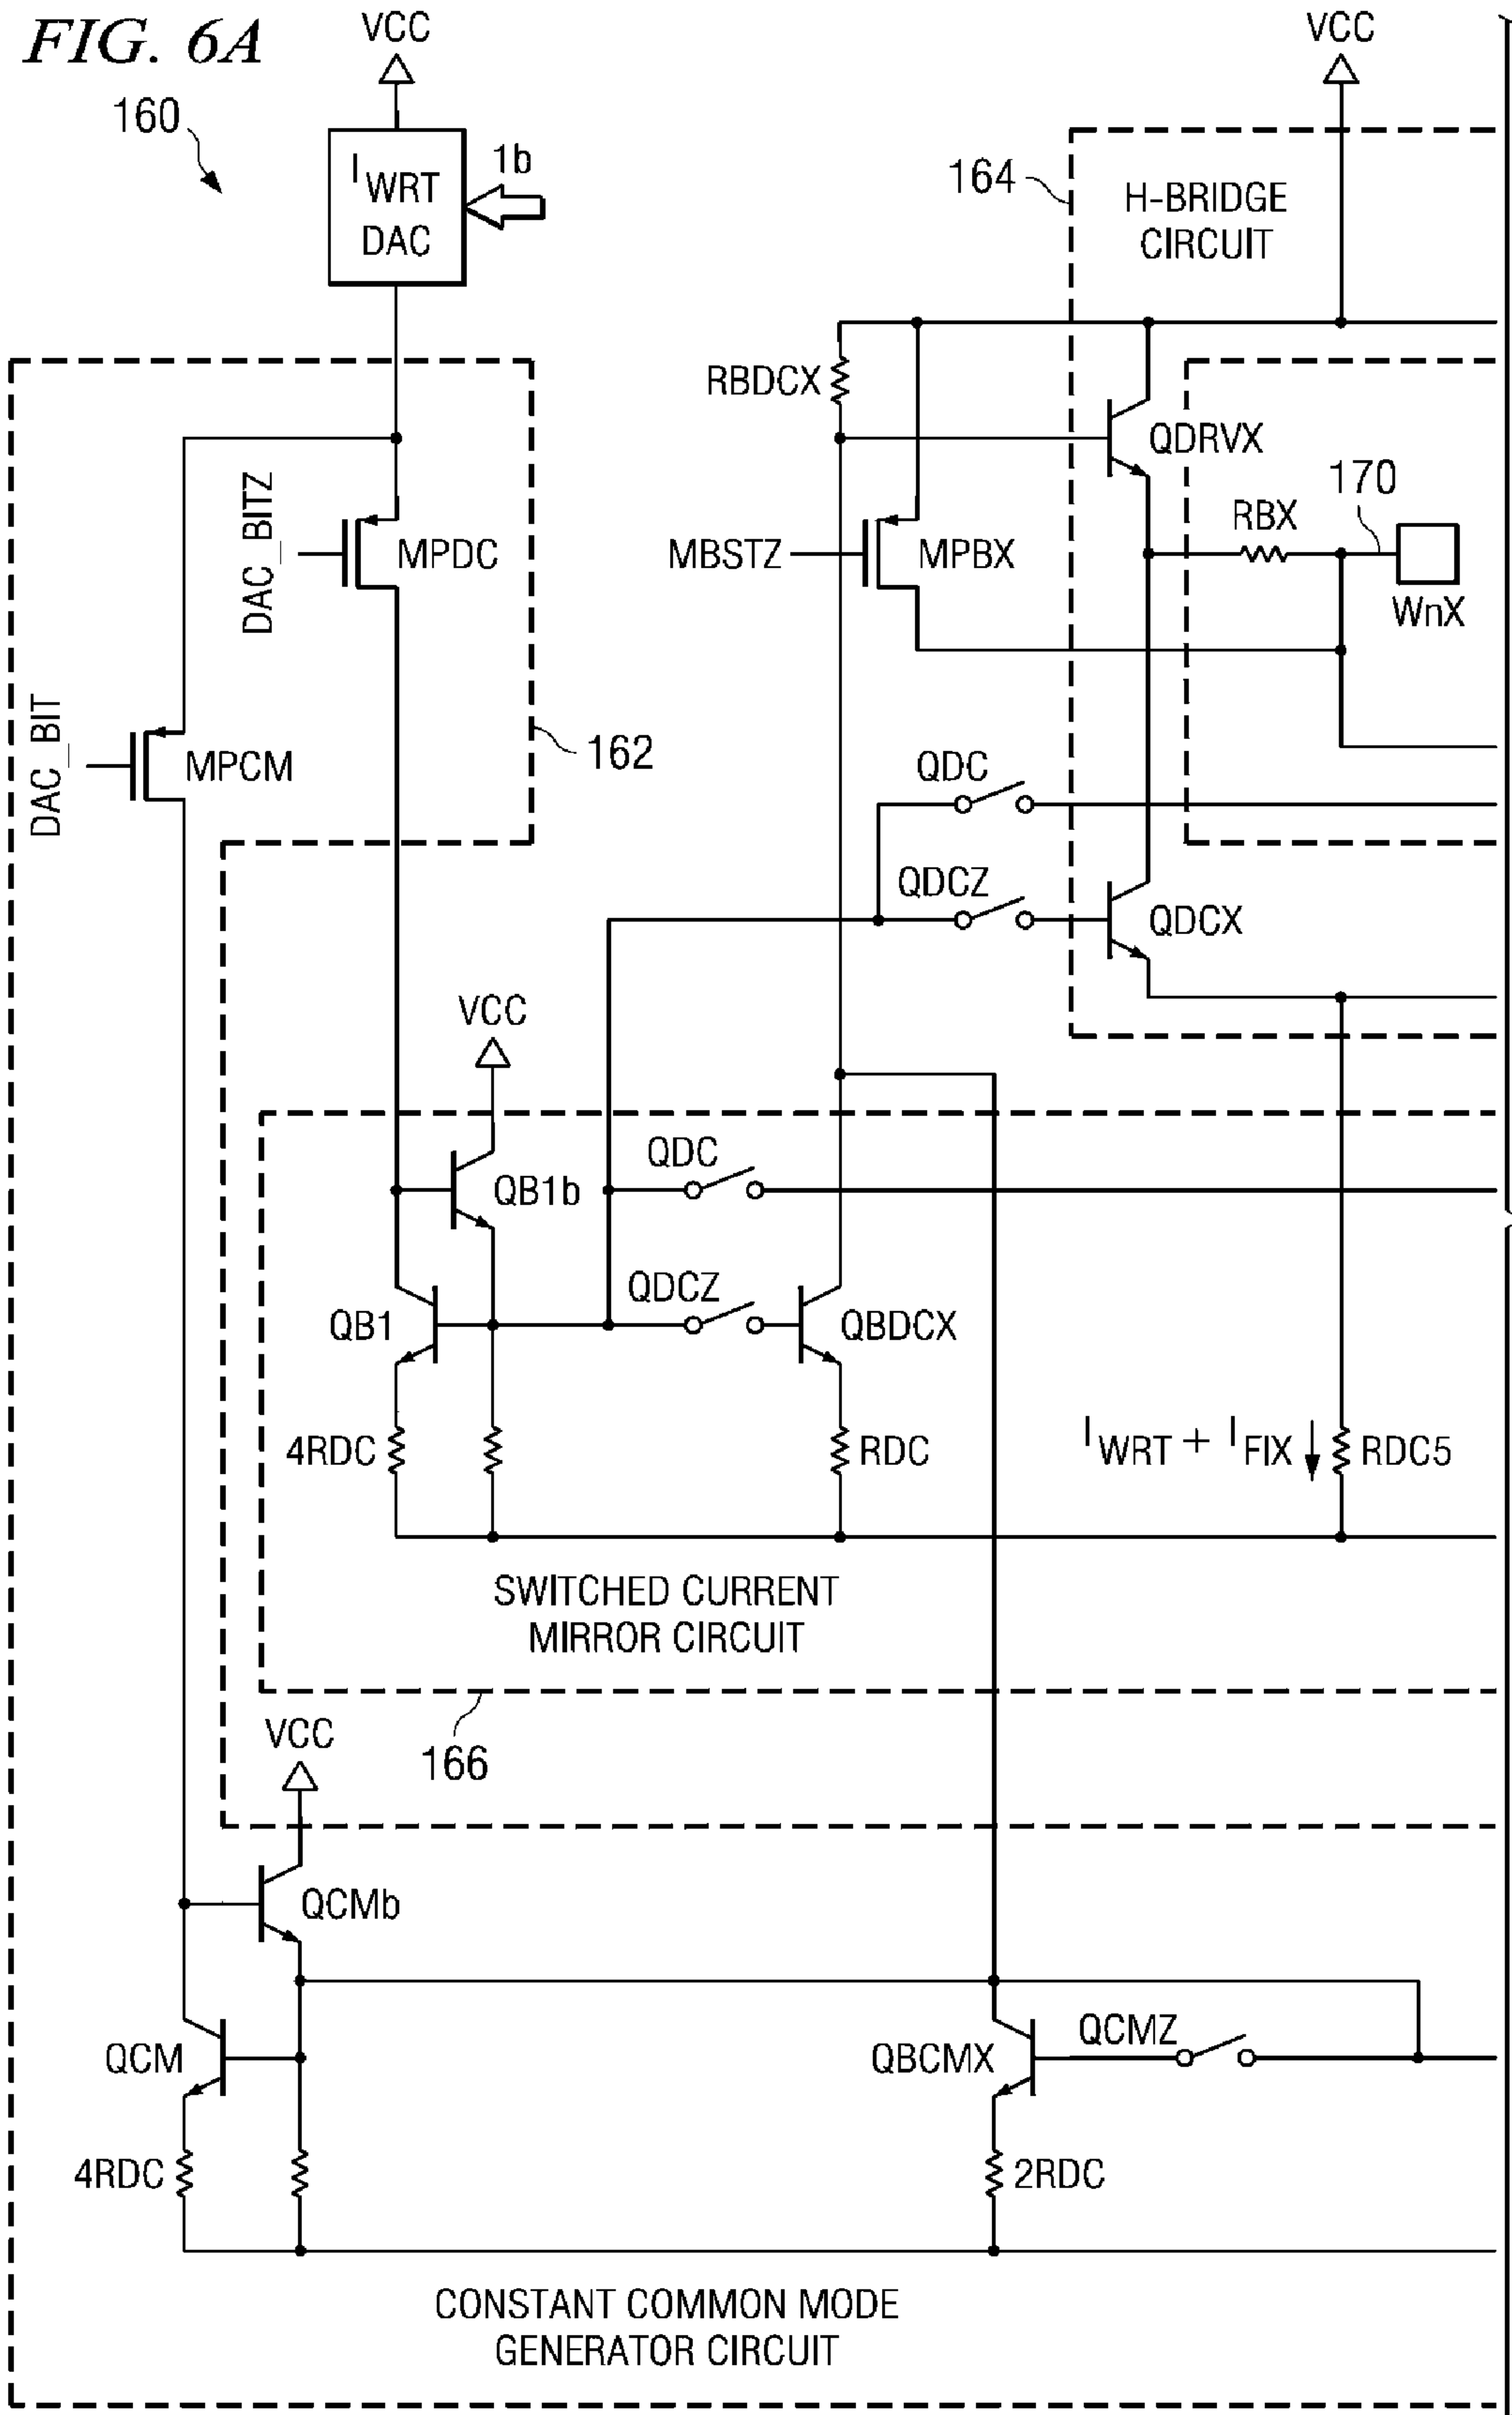 FIG. 6A
VCC
VCC
160
I WRT
DAC
1b
164
H-BRIDGE
CIRCUIT
RBDCX
QDRVX
170
RBX
DAC_BITZ
MPDC
MBSTZ
MPBX
WnX
DAC_BIT
MPCM
162
QDC
QDCZ
QDCX
VCC
QB1b
QDC
QB1
QDCZ
QBDCX
4RDC
RDC
I WRT + I FIX
RDC5
SWITCHED CURRENT
MIRROR CIRCUIT
VCC
166
QCMb
QCM
QBCMX
QCMZ
4RDC
2RDC
CONSTANT COMMON MODE
GENERATOR CIRCUIT